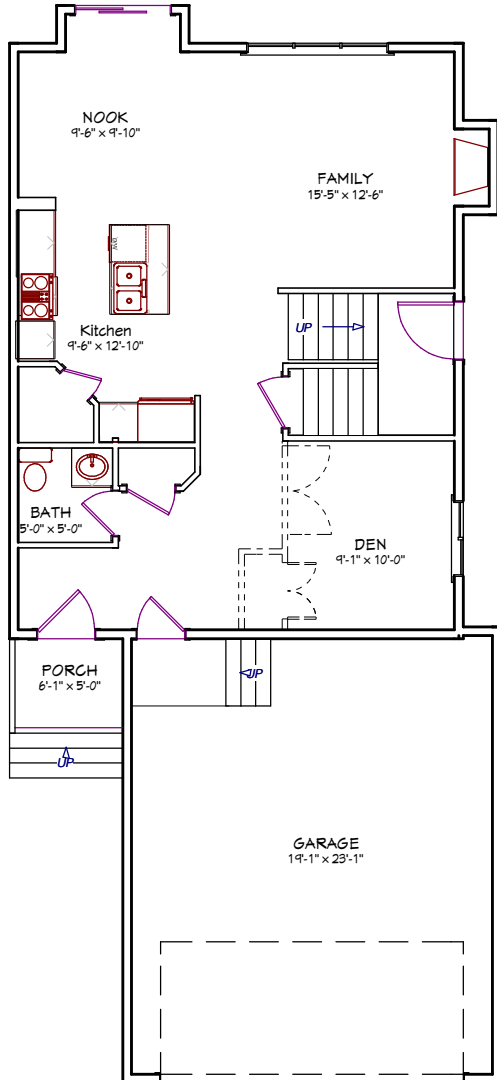 NOOK
9'-6" x 9'-10"
FAMILY
15'-5" x 12'-6"
DW
Kitchen
9'-6" x 12'-10"
UP
BATH
5'-0" x 5'-0"
DEN
9'-1" x 10'-0"
PORCH
6'-1" x 5'-0"
UP
UP
GARAGE
19'-1" x 23'-1"